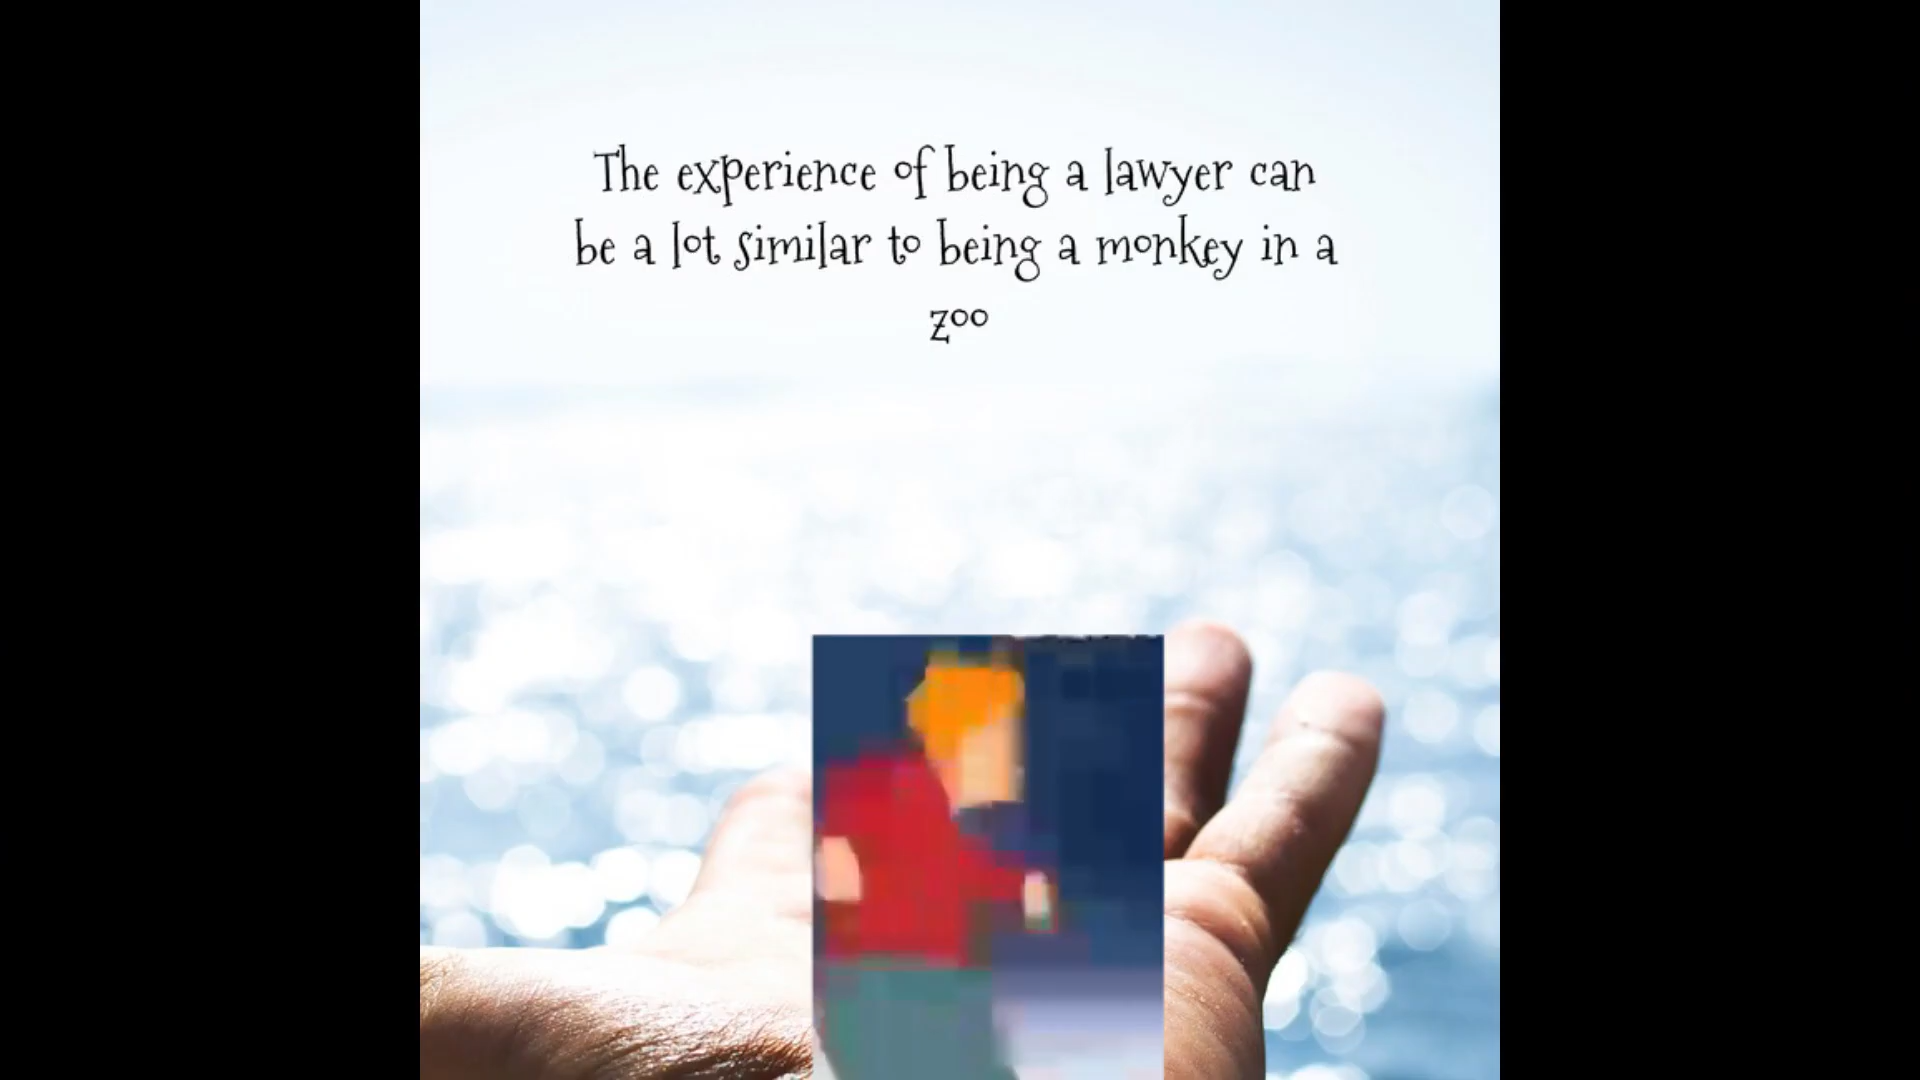 The experience of being a lawyer can
be a lot similar to being a monkey in a
zoo